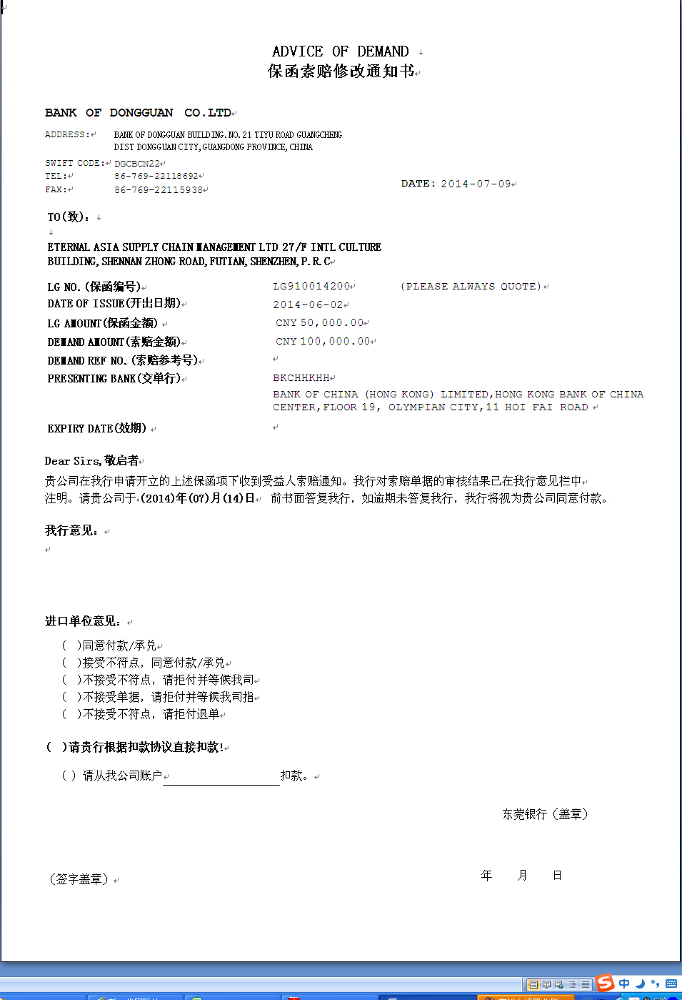 ADVICE OF DEMAND
保函索赔修改通知书
BANK OF DONGGUAN CO.LTD
ADDRESS: BANK OF DONGGUAN BUILDING.NO.21 TIYU ROAD GUANGCHENG
DIST DONGGUAN CITY,GUANGDONG PROVINCE,CHINA
SWIFT CODE: DGCBCN22
TEL: 86-769-22118692
FAX: 86-769-22115938
DATE: 2014-07-09
TO(致):
ETERNAL ASIA SUPPLY CHAIN MANAGEMENT LTD 27/F INTL CULTURE
BUILDING,SHENNAN ZHONG ROAD,FUTIAN,SHENZHEN,P.R.C
LG NO.(保函编号) LG910014200 (PLEASE ALWAYS QUOTE)
DATE OF ISSUE(开出日期) 2014-06-02
LG AMOUNT(保函金额) CNY 50,000.00
DEMAND AMOUNT(索赔金额) CNY 100,000.00
DEMAND REF NO.(索赔参考号)
PRESENTING BANK(交单行) BKCHHKHH
BANK OF CHINA (HONG KONG) LIMITED,HONG KONG BANK OF CHINA
CENTER,FLOOR 19, OLYMPIAN CITY,11 HOI FAI ROAD
EXPIRY DATE(效期)
Dear Sirs,敬启者
贵公司在我行申请开立的上述保函项下收到受益人索赔通知。我行对索赔单据的审核结果已在我行意见栏中
注明。请贵公司于(2014)年(07)月(14)日 前书面答复我行，如逾期未答复我行，我行将视为贵公司同意付款。
我行意见：
进口单位意见：
( )同意付款/承兑
( )接受不符点，同意付款/承兑
( )不接受不符点，请拒付并等候我司
( )不接受单据，请拒付并等候我司指
( )不接受不符点，请拒付退单
( )请贵行根据扣款协议直接扣款!
( ) 请从我公司账户 扣款。
东莞银行（盖章）
（签字盖章） 年 月 日
中